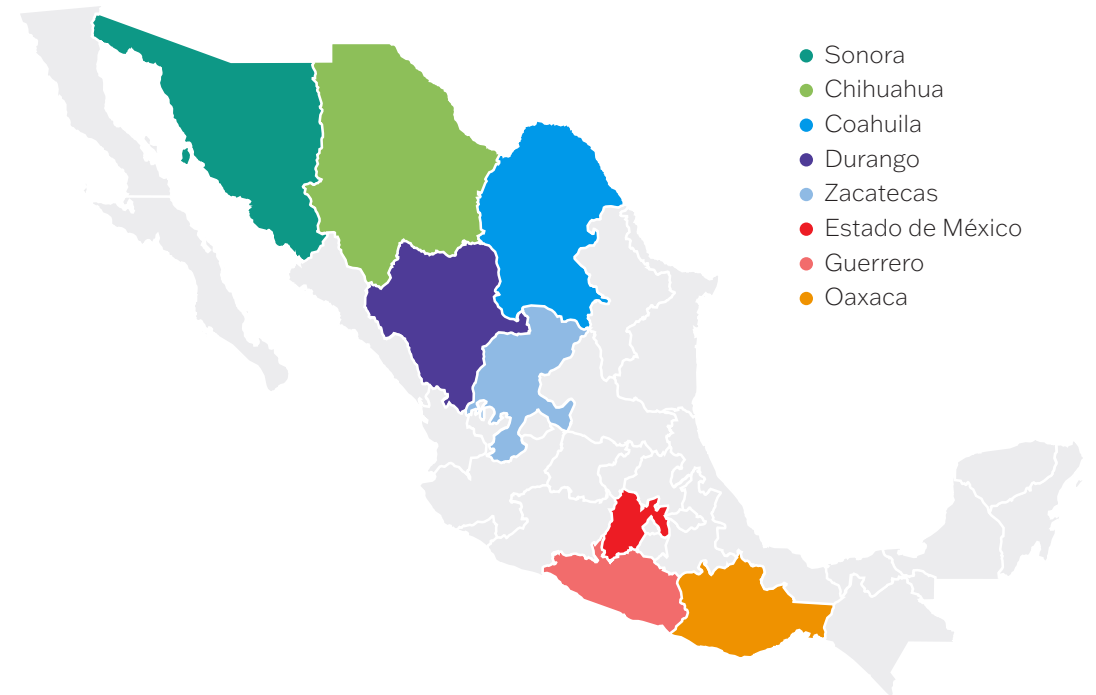 Sonora
Chihuahua
Coahuila
Durango
Zacatecas
Estado de México
Guerrero
Oaxaca